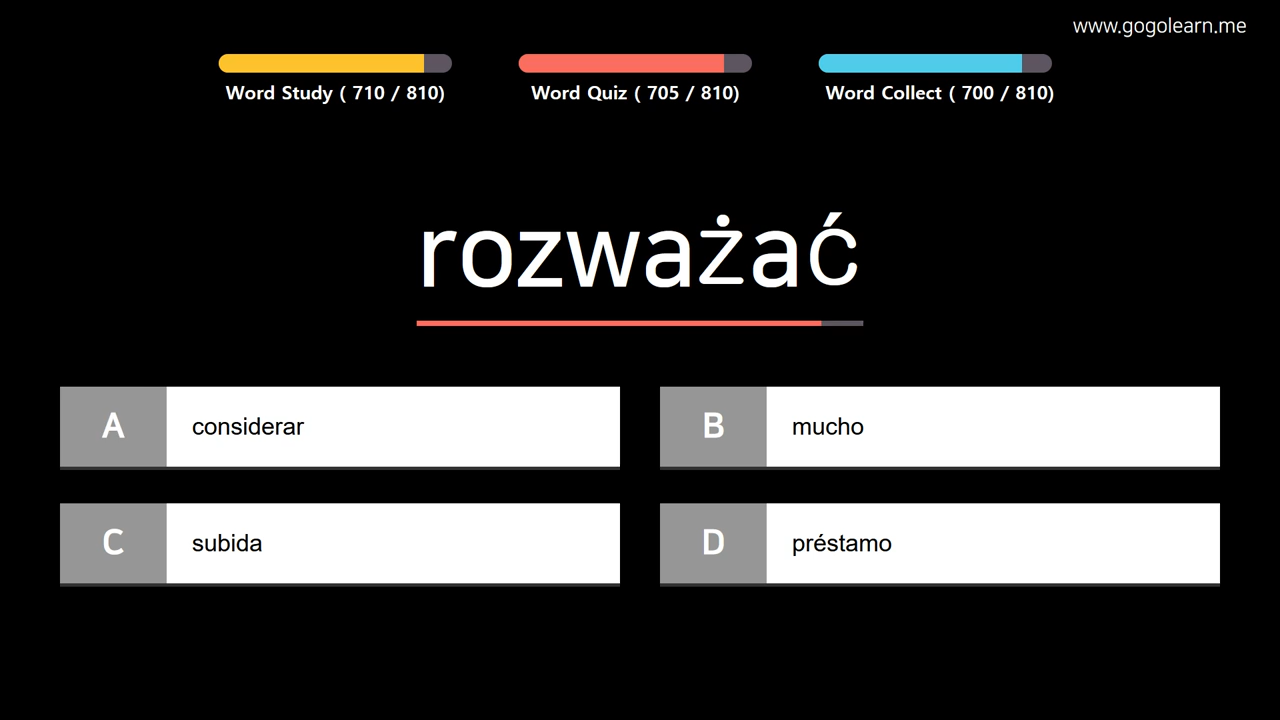 www.gogolearn.me
Word Study ( 710 / 810)
Word Quiz ( 705 / 810)
Word Collect ( 700 / 810)
rozważać
A considerar
B mucho
C subida
D préstamo